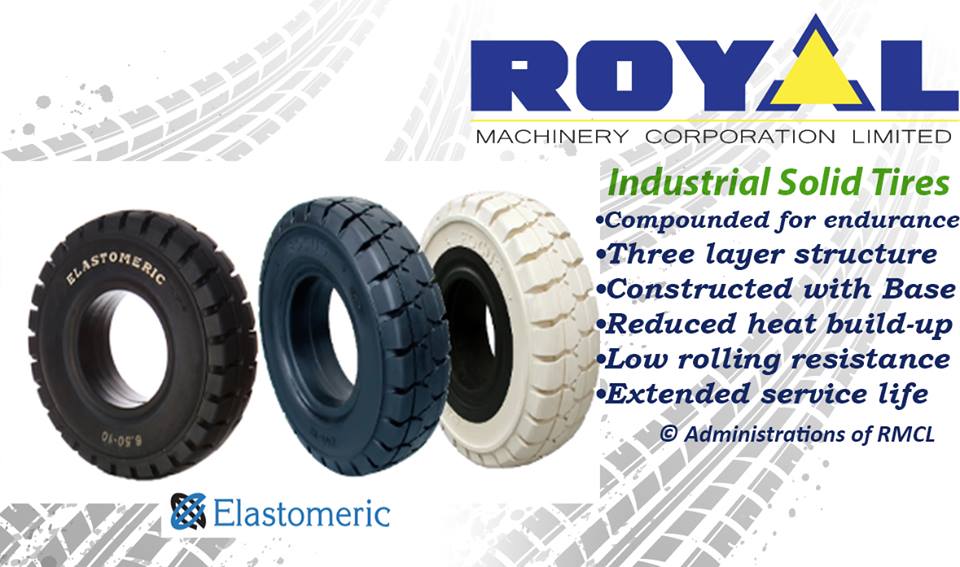 ROYAL
MACHINERY CORPORATION LIMITED
Industrial Solid Tires
•Compounded for endurance
•Three layer structure
•Constructed with Base
•Reduced heat build-up
•Low rolling resistance
•Extended service life
© Administrations of RMCL
ELASTOMERIC
6.50-10
Elastomeric